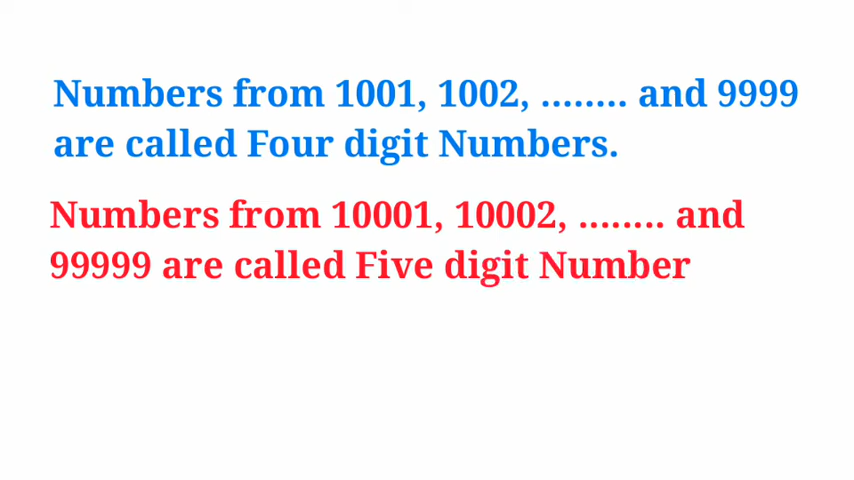 Numbers from 1001, 1002, ........ and 9999
are called Four digit Numbers.
Numbers from 10001, 10002, ........ and
99999 are called Five digit Number